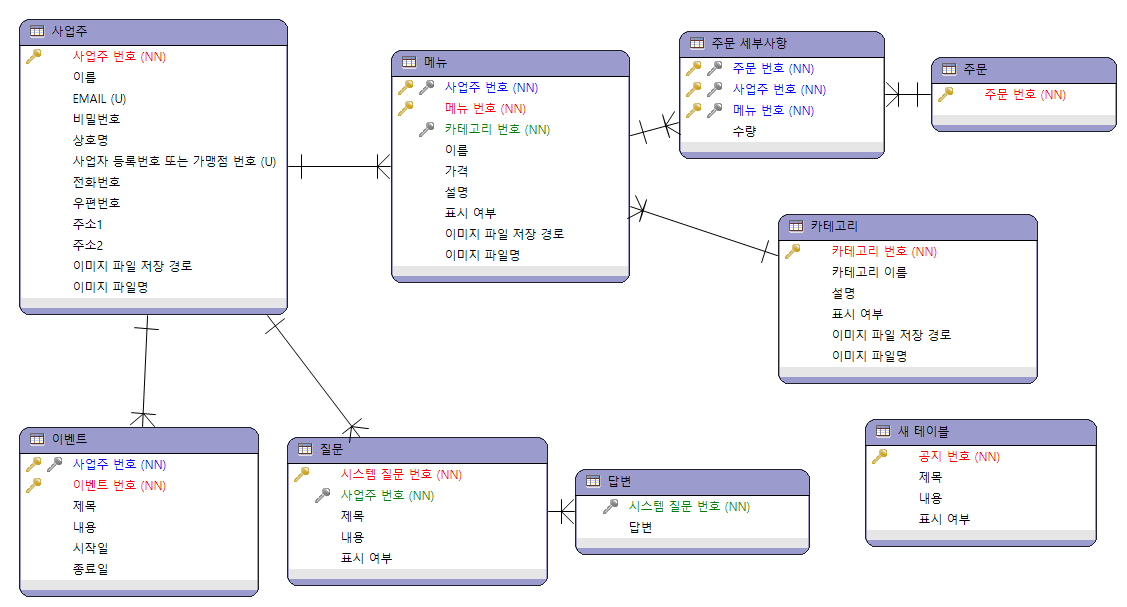 사업주
사업주 번호 (NN)
이름
EMAIL (U)
비밀번호
상호명
사업자 등록번호 또는 가맹점 번호 (U)
전화번호
우편번호
주소1
주소2
이미지 파일 저장 경로
이미지 파일명
메뉴
사업주 번호 (NN)
메뉴 번호 (NN)
카테고리 번호 (NN)
이름
가격
설명
표시 여부
이미지 파일 저장 경로
이미지 파일명
주문 세부사항
주문 번호 (NN)
사업주 번호 (NN)
메뉴 번호 (NN)
수량
주문
주문 번호 (NN)
카테고리
카테고리 번호 (NN)
카테고리 이름
설명
표시 여부
이미지 파일 저장 경로
이미지 파일명
이벤트
사업주 번호 (NN)
이벤트 번호 (NN)
제목
내용
시작일
종료일
질문
시스템 질문 번호 (NN)
사업주 번호 (NN)
제목
내용
표시 여부
답변
시스템 질문 번호 (NN)
답변
새 테이블
공지 번호 (NN)
제목
내용
표시 여부